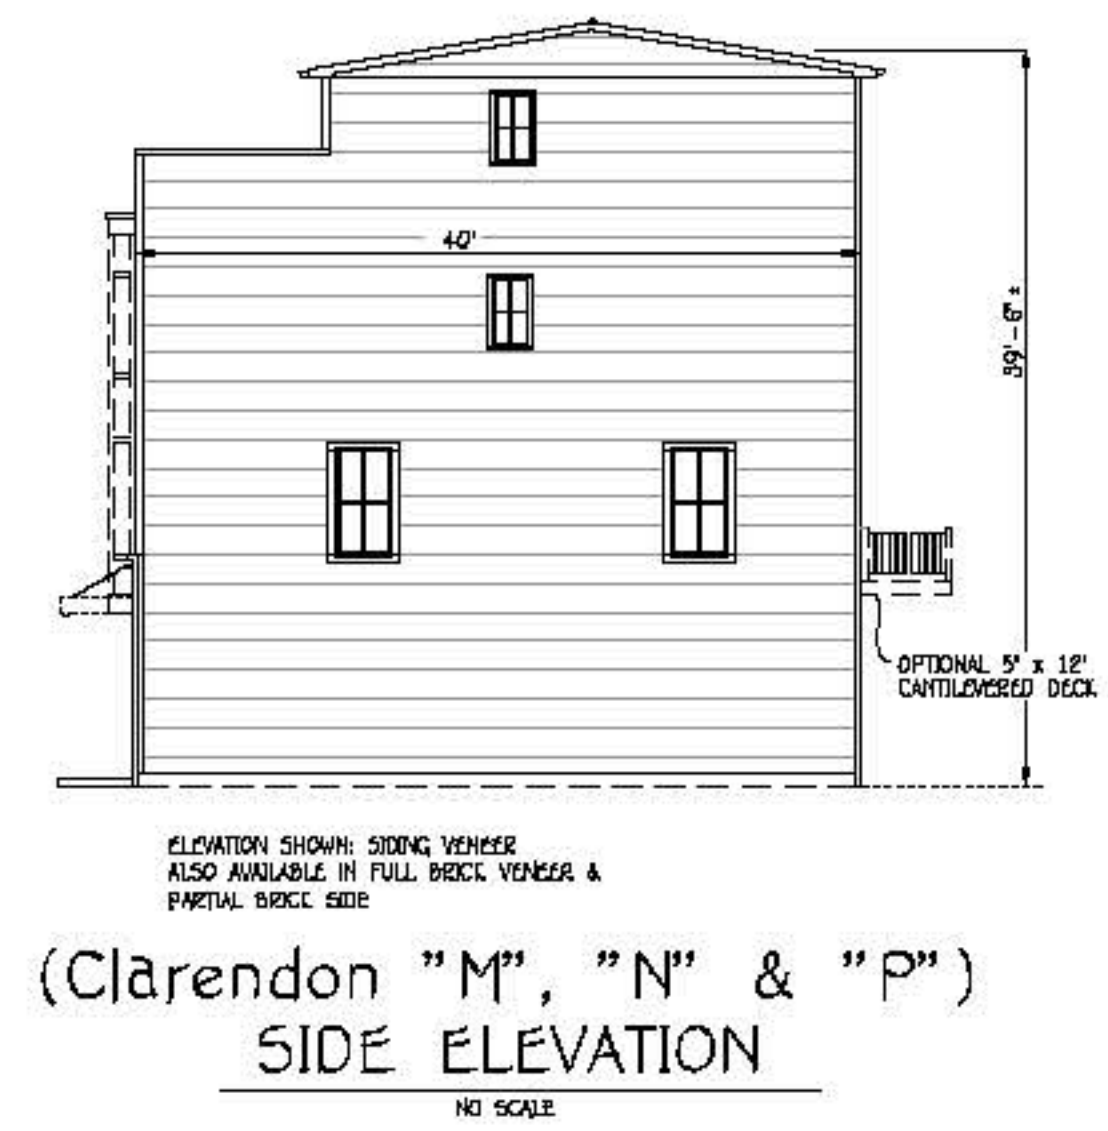 40'
39'-6" ±
OPTIONAL 5' x 12'
CANTILEVERED DECK
ELEVATION SHOWN: SIDING VENEER
ALSO AVAILABLE IN FULL BRICK VENEER &
PARTIAL BRICK SIDE
(Clarendon "M", "N" & "P")
SIDE ELEVATION
NO SCALE